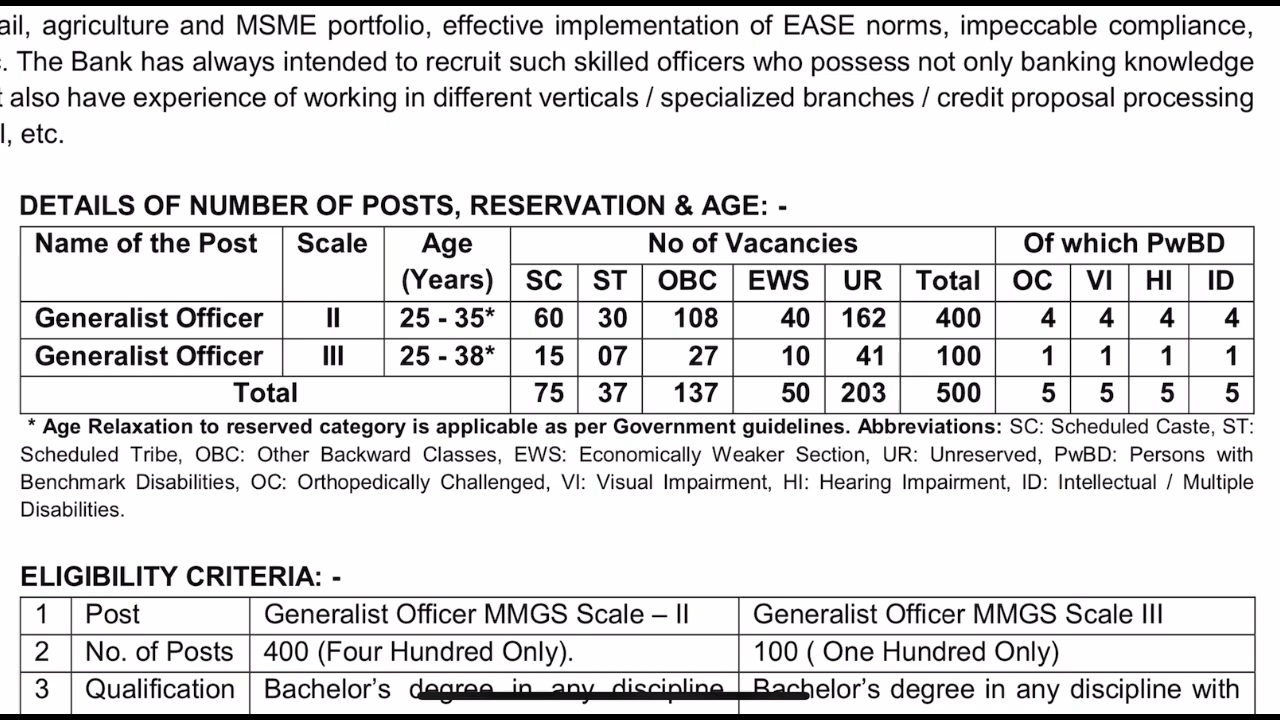 ail, agriculture and MSME portfolio, effective implementation of EASE norms, impeccable compliance,
. The Bank has always intended to recruit such skilled officers who possess not only banking knowledge
t also have experience of working in different verticals / specialized branches / credit proposal processing
l, etc.
DETAILS OF NUMBER OF POSTS, RESERVATION & AGE: -
Name of the Post Scale Age (Years) No of Vacancies Of which PwBD
SC ST OBC EWS UR Total OC VI HI ID
Generalist Officer II 25 - 35* 60 30 108 40 162 400 4 4 4 4
Generalist Officer III 25 - 38* 15 07 27 10 41 100 1 1 1 1
Total 75 37 137 50 203 500 5 5 5 5
* Age Relaxation to reserved category is applicable as per Government guidelines. Abbreviations: SC: Scheduled Caste, ST:
Scheduled Tribe, OBC: Other Backward Classes, EWS: Economically Weaker Section, UR: Unreserved, PwBD: Persons with
Benchmark Disabilities, OC: Orthopedically Challenged, VI: Visual Impairment, HI: Hearing Impairment, ID: Intellectual / Multiple
Disabilities.
ELIGIBILITY CRITERIA: -
1 Post Generalist Officer MMGS Scale – II Generalist Officer MMGS Scale III
2 No. of Posts 400 (Four Hundred Only). 100 ( One Hundred Only)
3 Qualification Bachelor’s degree in any discipline Bachelor’s degree in any discipline with